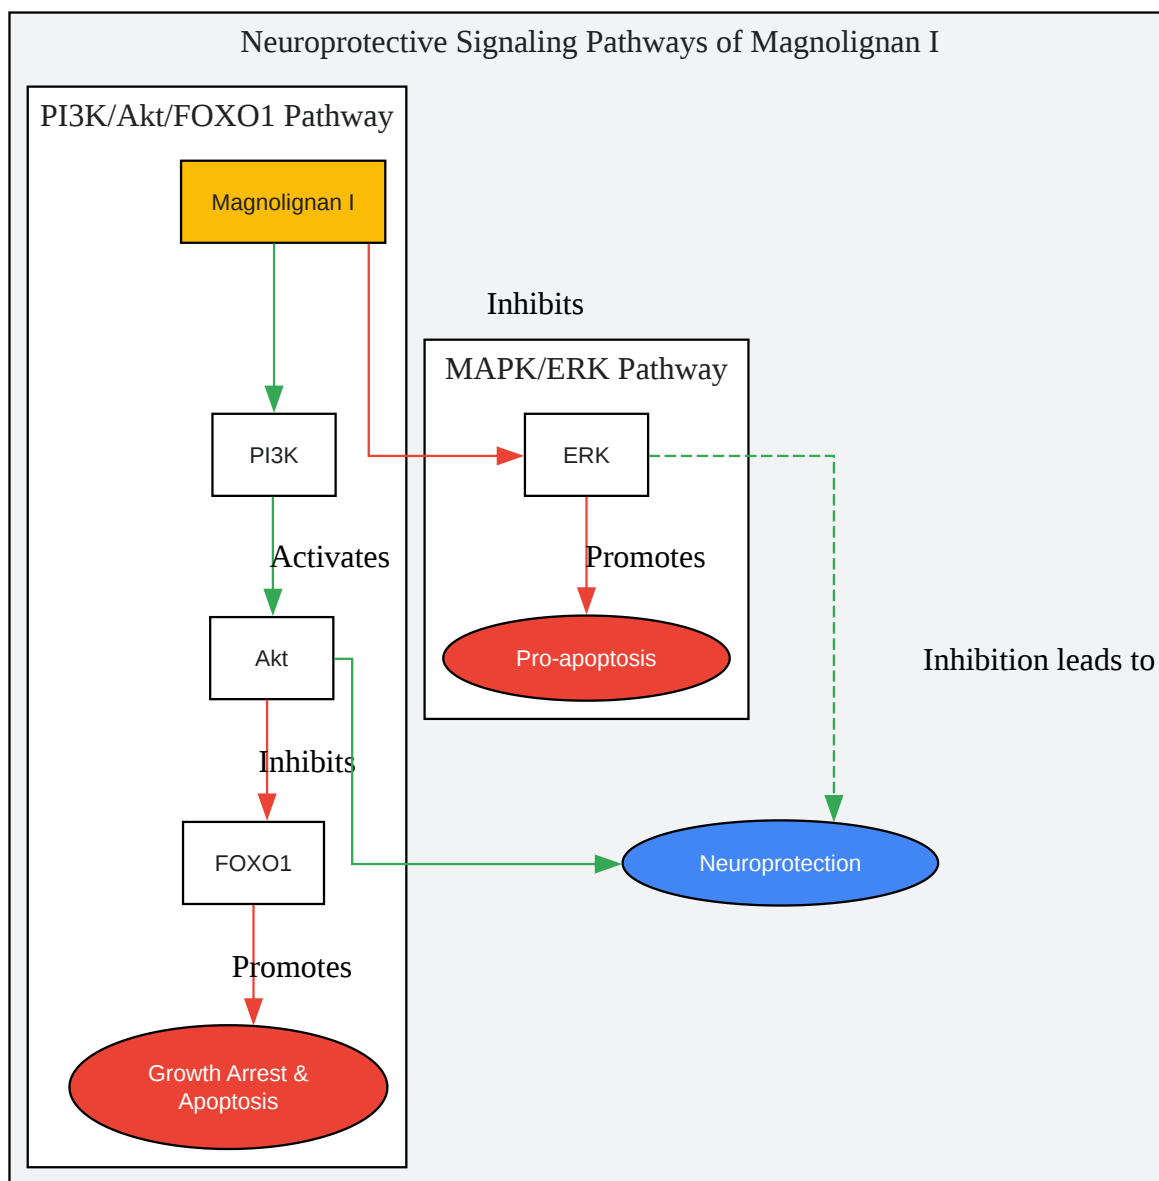 Neuroprotective Signaling Pathways of Magnolignan I
PI3K/Akt/FOXO1 Pathway
Magnolignan I
Inhibits
MAPK/ERK Pathway
PI3K
ERK
Activates
Promotes
Akt
Pro-apoptosis
Inhibition leads to
Inhibits
FOXO1
Neuroprotection
Promotes
Growth Arrest &
Apoptosis